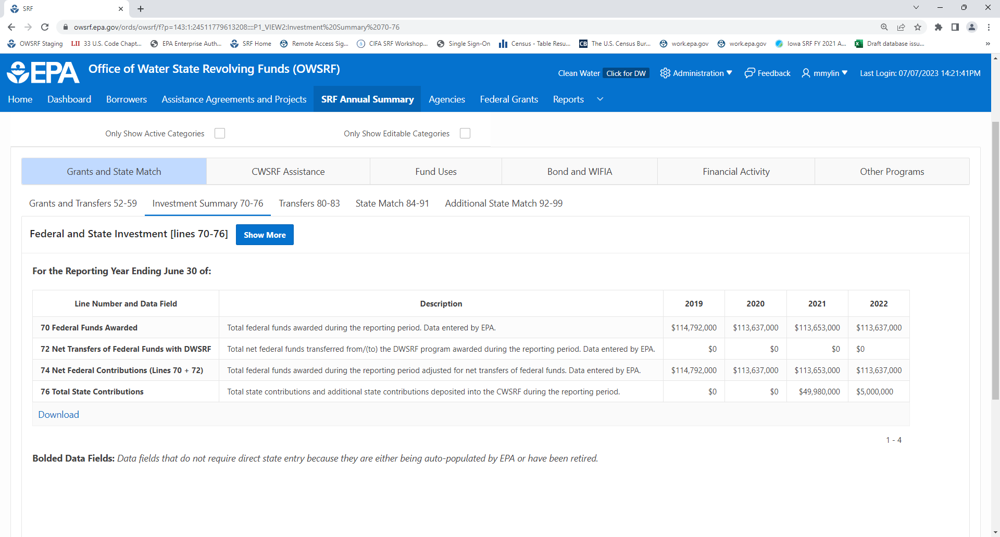 SRF
owsrf.epa.gov/ords/owsrf/f?p=143:1:24511779613208::::P1_VIEW2:Investment%20Summary%2070-76
OWSRF Staging LII 33 U.S. Code Chapt... EPA Enterprise Auth... SRF Home Remote Access Sig... CIFA SRF Workshop... Single Sign-On Census - Table Resu... CB The U.S. Census Bur... work.epa.gov work.epa.gov Iowa SRF FY 2021 A... Draft database issu... »
EPA Office of Water State Revolving Funds (OWSRF)
Clean Water Click for DW Administration Feedback mmylin Last Login: 07/07/2023 14:21:41PM
Home Dashboard Borrowers Assistance Agreements and Projects SRF Annual Summary Agencies Federal Grants Reports
Only Show Active Categories Only Show Editable Categories
Grants and State Match CWSRF Assistance Fund Uses Bond and WIFIA Financial Activity Other Programs
Grants and Transfers 52-59 Investment Summary 70-76 Transfers 80-83 State Match 84-91 Additional State Match 92-99
Federal and State Investment [lines 70-76] Show More
For the Reporting Year Ending June 30 of:
Line Number and Data Field Description 2019 2020 2021 2022
70 Federal Funds Awarded Total federal funds awarded during the reporting period. Data entered by EPA. $114,792,000 $113,637,000 $113,653,000 $113,637,000
72 Net Transfers of Federal Funds with DWSRF Total net federal funds transferred from/(to) the DWSRF program awarded during the reporting period. Data entered by EPA. $0 $0 $0 $0
74 Net Federal Contributions (Lines 70 + 72) Total federal funds awarded during the reporting period adjusted for net transfers of federal funds. Data entered by EPA. $114,792,000 $113,637,000 $113,653,000 $113,637,000
76 Total State Contributions Total state contributions and additional state contributions deposited into the CWSRF during the reporting period. $0 $0 $49,980,000 $5,000,000
Download
1 - 4
Bolded Data Fields: Data fields that do not require direct state entry because they are either being auto-populated by EPA or have been retired.